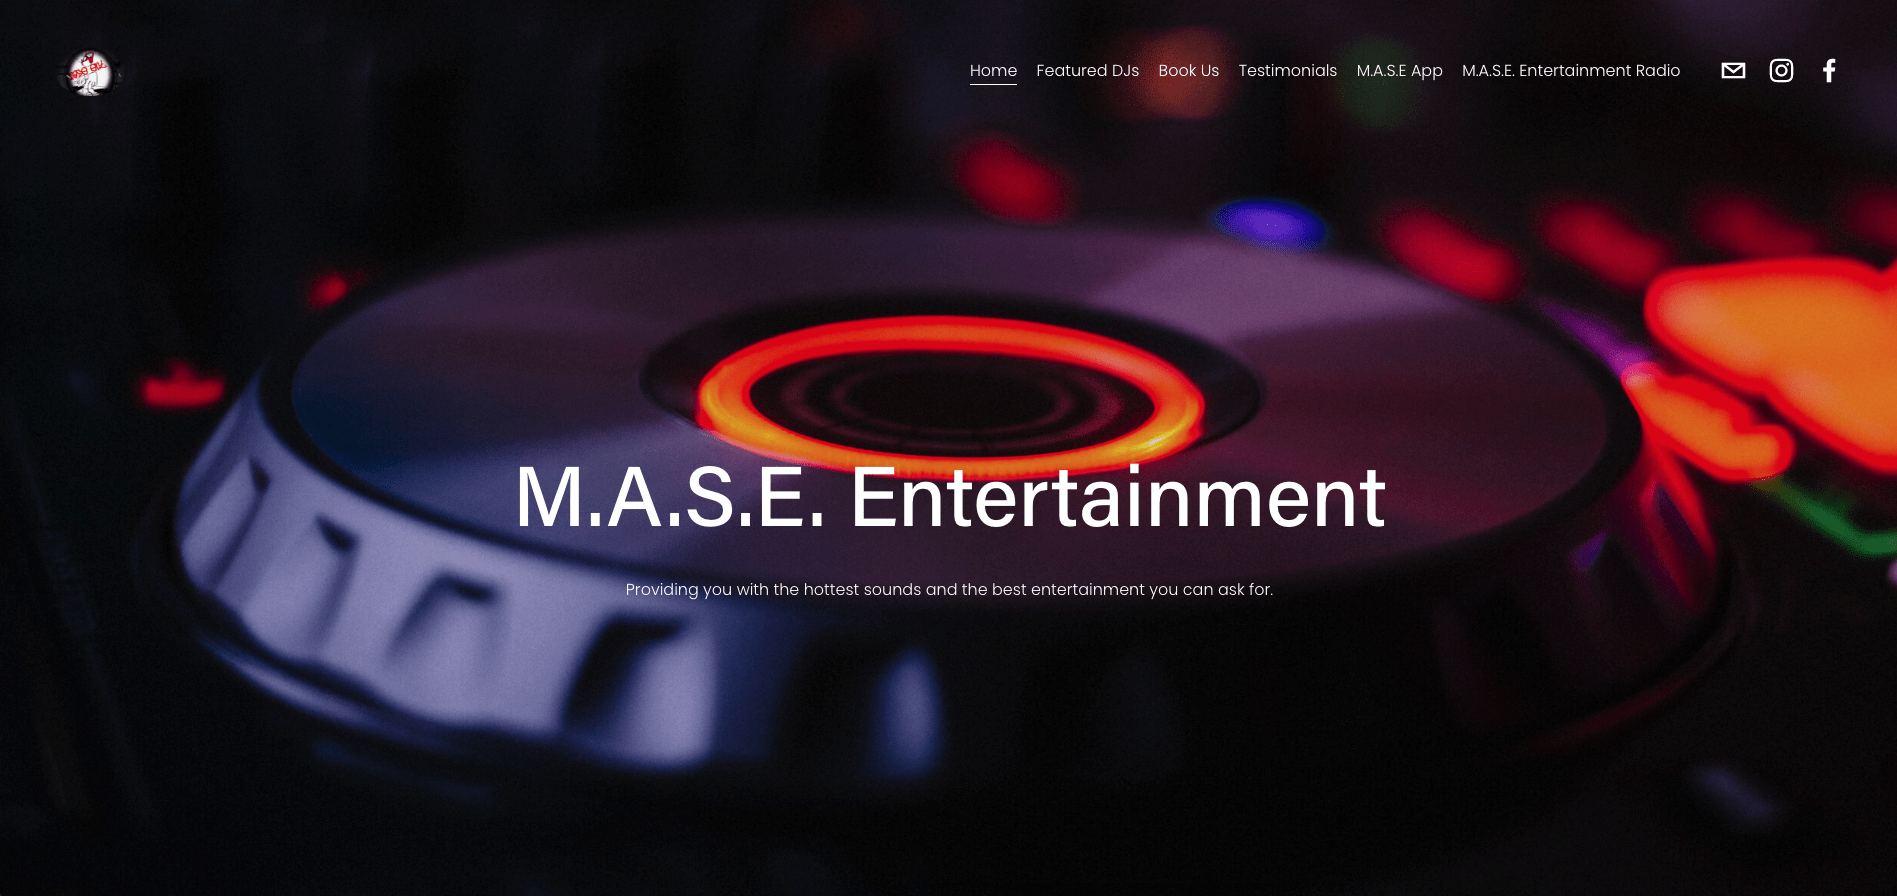 Home Featured DJs Book Us Testimonials M.A.S.E App M.A.S.E. Entertainment Radio
M.A.S.E. Entertainment
Providing you with the hottest sounds and the best entertainment you can ask for.